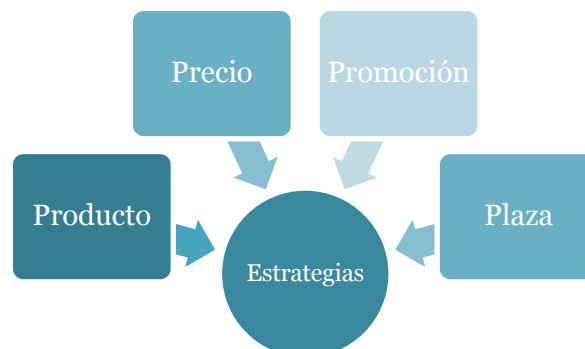 Precio
Promoción
Producto
Plaza
Estrategias